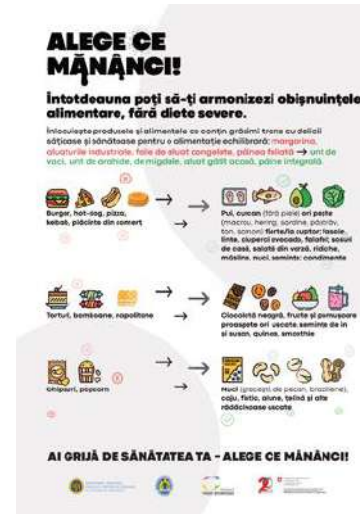 ALEGE CE
MĂNÂNCI!
Întotdeauna poți să-ți armonizezi obișnuințele
alimentare, fără diete severe.
Înlocuiește produsele și alimentele ce conțin grăsimi trans cu delicii
sățioase și sănătoase pentru o alimentație echilibrată: margarina,
aluaturile industriale, foile de aluat congelate, pâinea feliată → unt de
vaci, unt de arahide, de migdale, aluat gătit acasă, pâine integrală.
Burger, hot-dog, pizza,
kebab, plăcinte din comerț
Pui, curcan (fără piele) ori pește
(macrou, hering, sardine, păstrăv,
ton, somon) fierte/la cuptor; fasole,
linte, ciuperci avocado, falafel; sosuri
de casă, salată din varză, ridiche,
măsline, nuci, semințe; condimente
Torturi, bomboane, napolitane
Ciocolată neagră, fructe și pomușoare
proaspete ori uscate, semințe de in
și susan, quinoa, smoothie
Chipsuri, popcorn
Nuci (grecești, de pecan, braziliene),
caju, fistic, alune, țelină și alte
rădăcinoase uscate
AI GRIJĂ DE SĂNĂTATEA TA - ALEGE CE MĂNÂNCI!